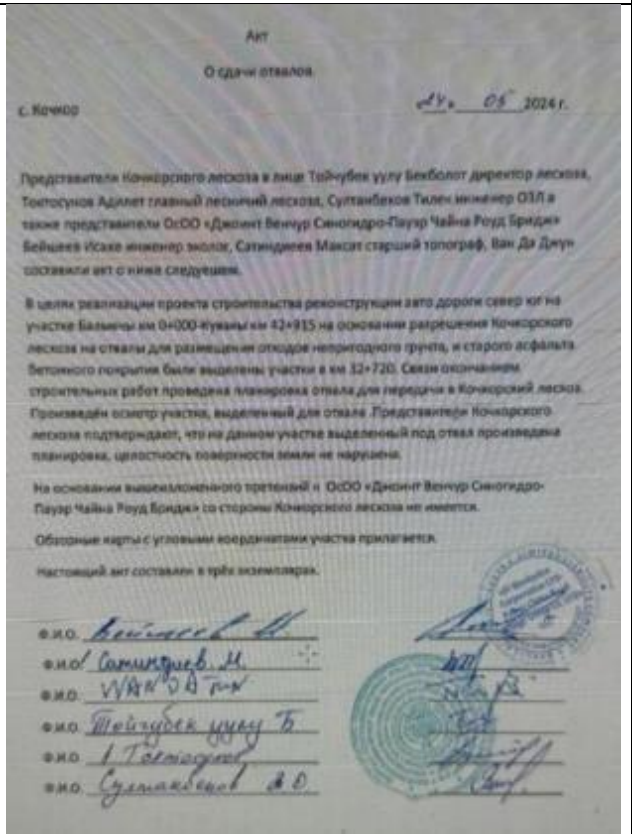 Акт
О сдачи отвалов
с. Кочкор «24» 05 2024 г.
Представители Кочкорского лесхоза в лице Тойчубек уулу Бекболот директор лесхоза,
Токтосунов Адилет главный лесничий лесхоза, Султанбеков Тилек инженер ОЗЛ а
также представители ОсОО «Джоинт Венчур Синогидро-Пауэр Чайна Роуд Бридж»
Бейшеев Исаке инженер эколог, Сатиндиеев Максат старший топограф, Ван Да Джун
составили акт о ниже следующем.
В целях реализации проекта строительства реконструкции авто дороги север юг на
участке Балыкчы км 0+000-Кувакы км 42+915 на основании разрешения Кочкорского
лесхоза на отвалы для размещения отходов непригодного грунта, и старого асфальта
бетонного покрытия были выделены участки в км 32+720. Связи окончанием
строительных работ проведена планировка отвала для передачи в Кочкорский лесхоз.
Произведён осмотр участка, выделенный для отвала .Представители Кочкорского
лесхоза подтверждают, что на данном участке выделенный под отвал произведена
планировка, целостность поверхности земли не нарушена.
На основании вышеизложенного претензий к ОсОО «Джоинт Венчур Синогидро-
Пауэр Чайна Роуд Бридж» со стороны Кочкорского лесхоза не имеется.
Обзорные карты с угловыми координатами участка прилагается.
Настоящий акт составлен в трёх экземплярах.
Ф.И.О. Бейшеев И.
Ф.И.О. Сатиндиев. М.
Ф.И.О. WAN DA JUN
Ф.И.О. Тойчубек уулу Б
Ф.И.О. Токтосунов
Ф.И.О. Султанбеков